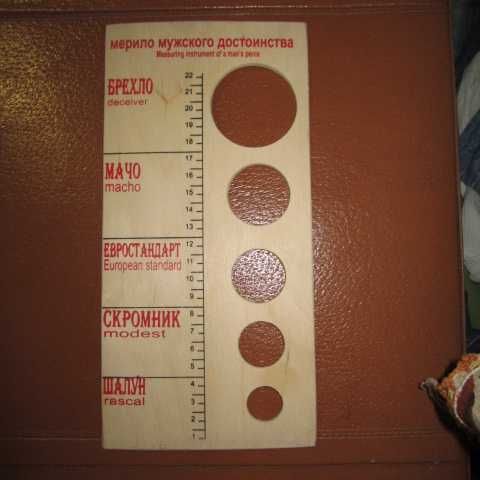 мерило мужского достоинства
Measuring instrument of a man's penis
22
БРЕХЛО
21
deceiver
20
19
18
17
МАЧО
16
macho
15
14
13
12
ЕВРОСТАНДАРТ
11
European standard
10
9
8
СКРОМНИК
7
modest
6
5
4
ШАЛУН
3
rascal
2
1